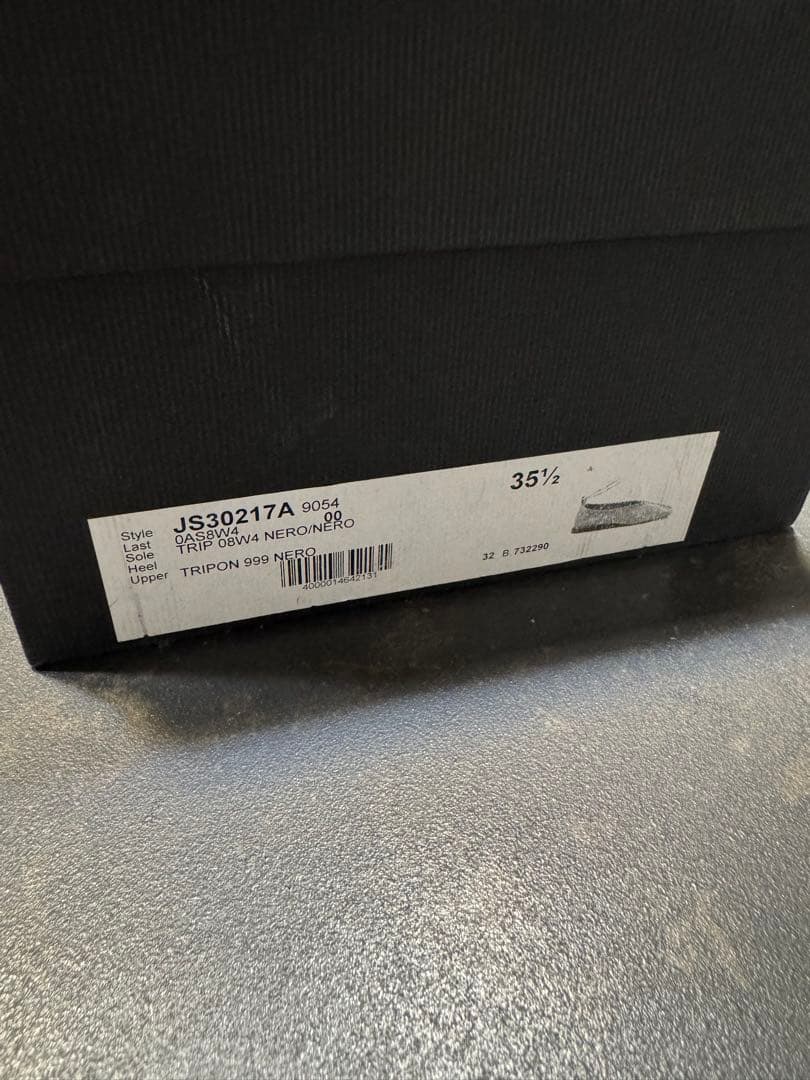 Style JS30217A 9054
Last 0AS8W4 00
Sole TRIP 08W4 NERO/NERO
Heel
Upper TRIPON 999 NERO
4000014642131
35½
32 B 732290